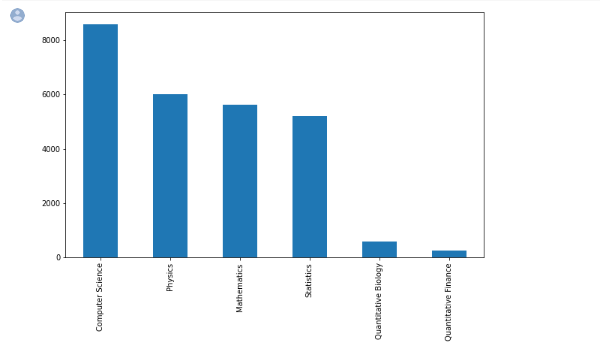 8000
6000
4000
2000
0
Computer Science
Physics
Mathematics
Statistics
Quantitative Biology
Quantitative Finance